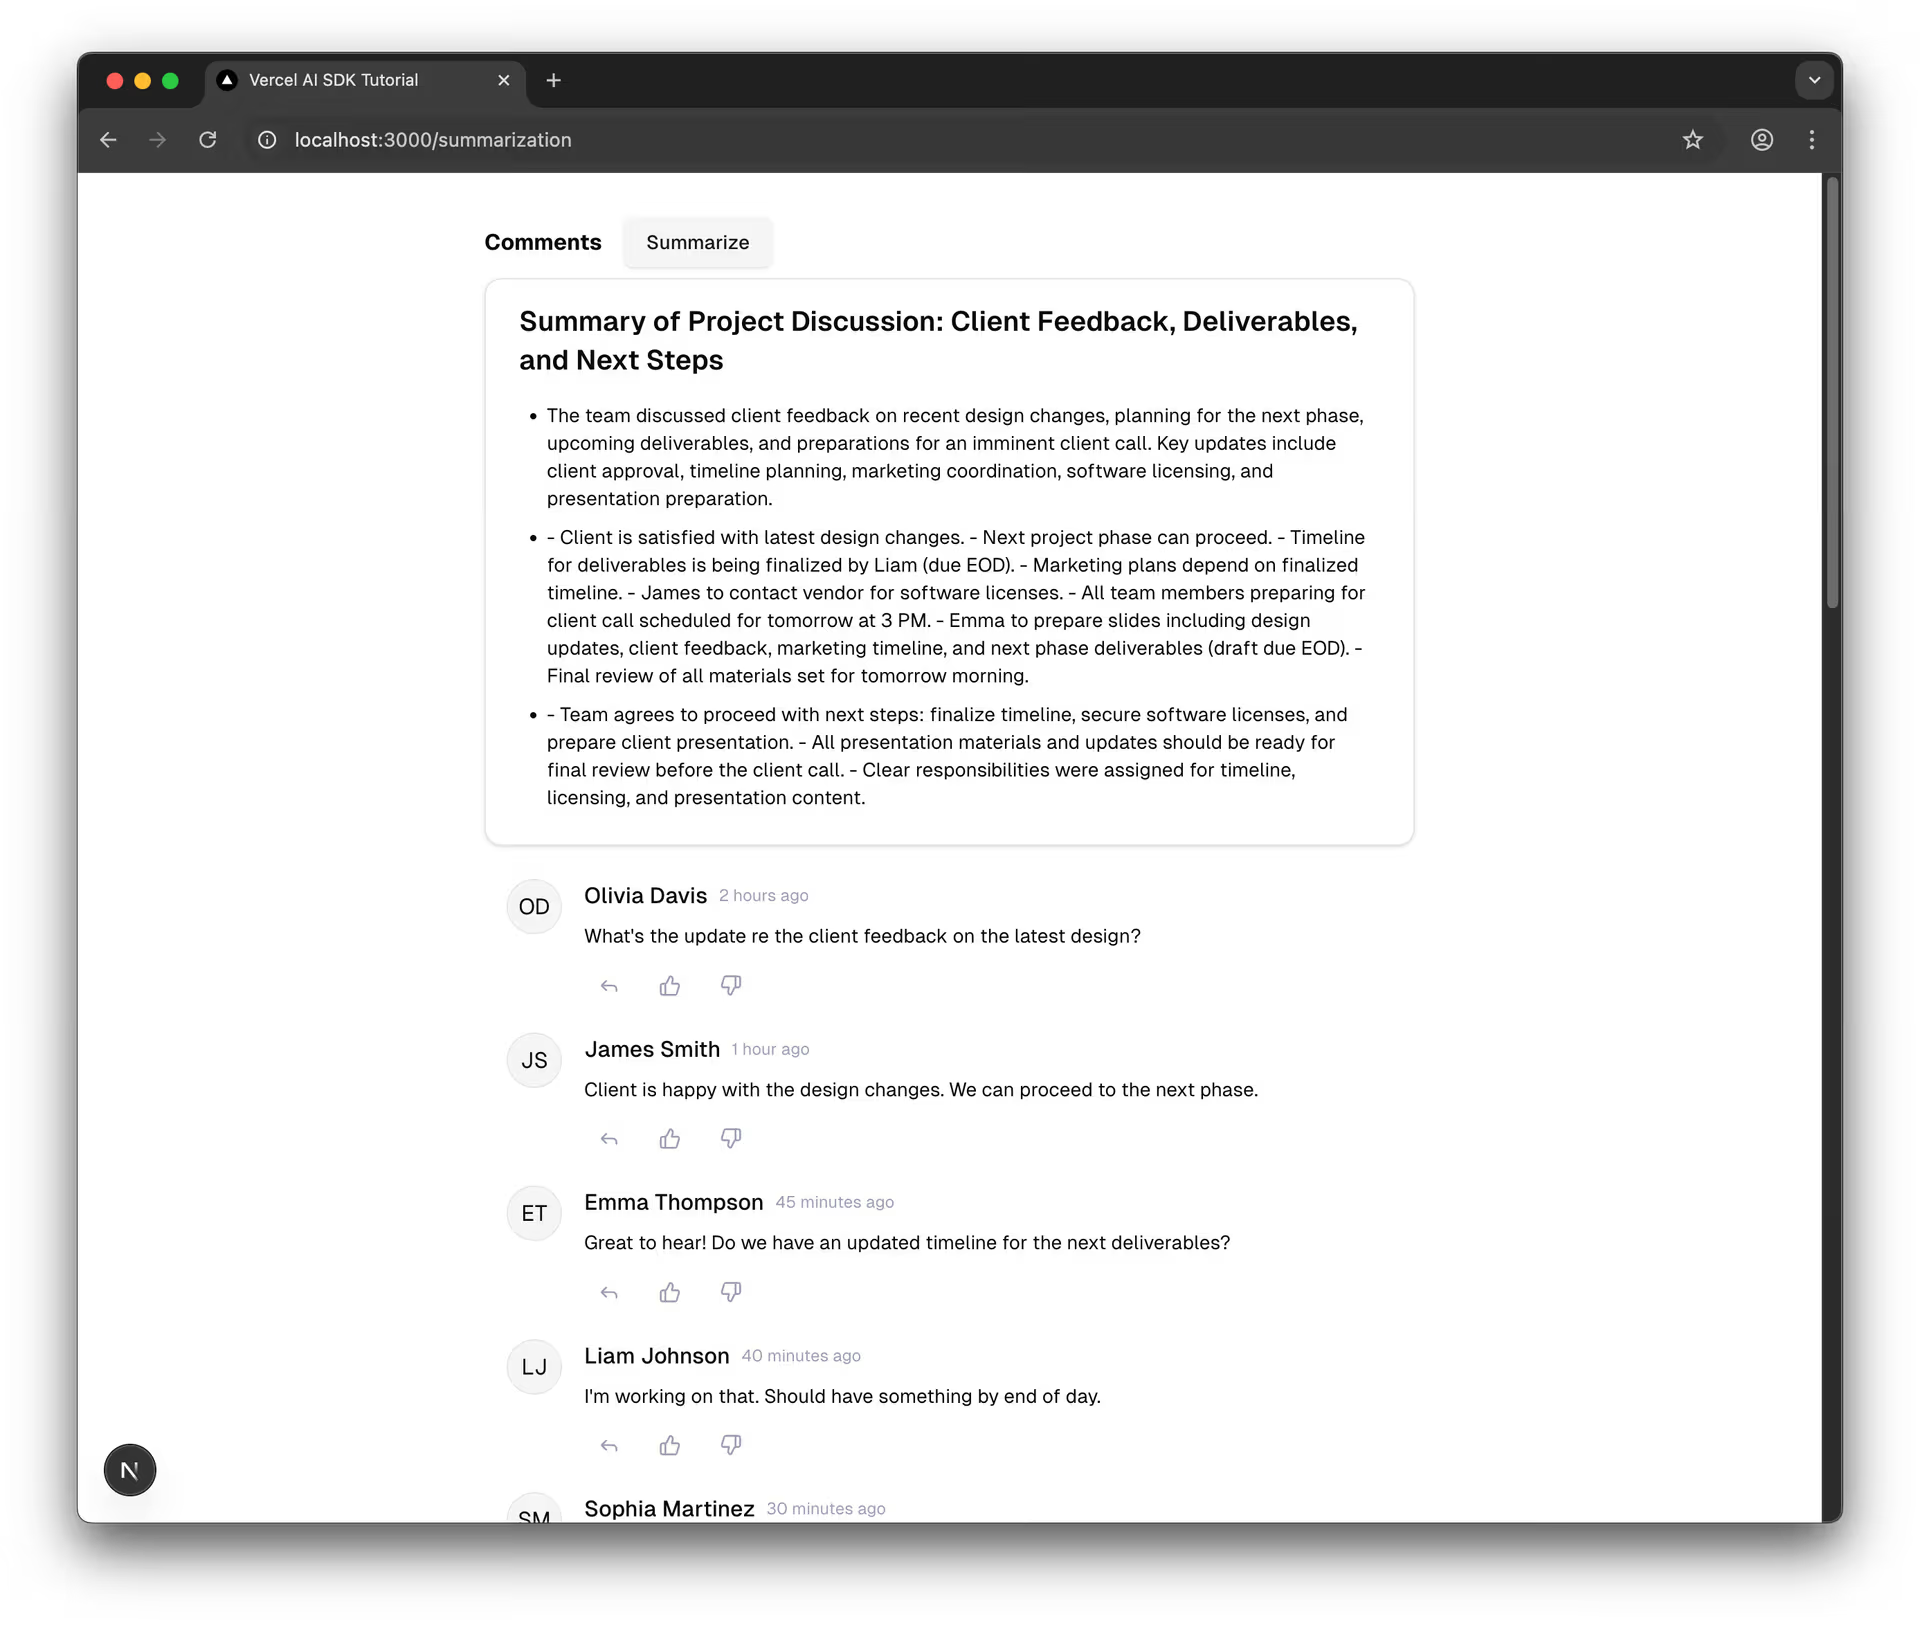 Vercel AI SDK Tutorial
localhost:3000/summarization
Comments
Summarize
Summary of Project Discussion: Client Feedback, Deliverables,
and Next Steps
• The team discussed client feedback on recent design changes, planning for the next phase,
upcoming deliverables, and preparations for an imminent client call. Key updates include
client approval, timeline planning, marketing coordination, software licensing, and
presentation preparation.
• - Client is satisfied with latest design changes. - Next project phase can proceed. - Timeline
for deliverables is being finalized by Liam (due EOD). - Marketing plans depend on finalized
timeline. - James to contact vendor for software licenses. - All team members preparing for
client call scheduled for tomorrow at 3 PM. - Emma to prepare slides including design
updates, client feedback, marketing timeline, and next phase deliverables (draft due EOD). -
Final review of all materials set for tomorrow morning.
• - Team agrees to proceed with next steps: finalize timeline, secure software licenses, and
prepare client presentation. - All presentation materials and updates should be ready for
final review before the client call. - Clear responsibilities were assigned for timeline,
licensing, and presentation content.
OD
Olivia Davis 2 hours ago
What's the update re the client feedback on the latest design?
JS
James Smith 1 hour ago
Client is happy with the design changes. We can proceed to the next phase.
ET
Emma Thompson 45 minutes ago
Great to hear! Do we have an updated timeline for the next deliverables?
LJ
Liam Johnson 40 minutes ago
I'm working on that. Should have something by end of day.
N
SM
Sophia Martinez 30 minutes ago